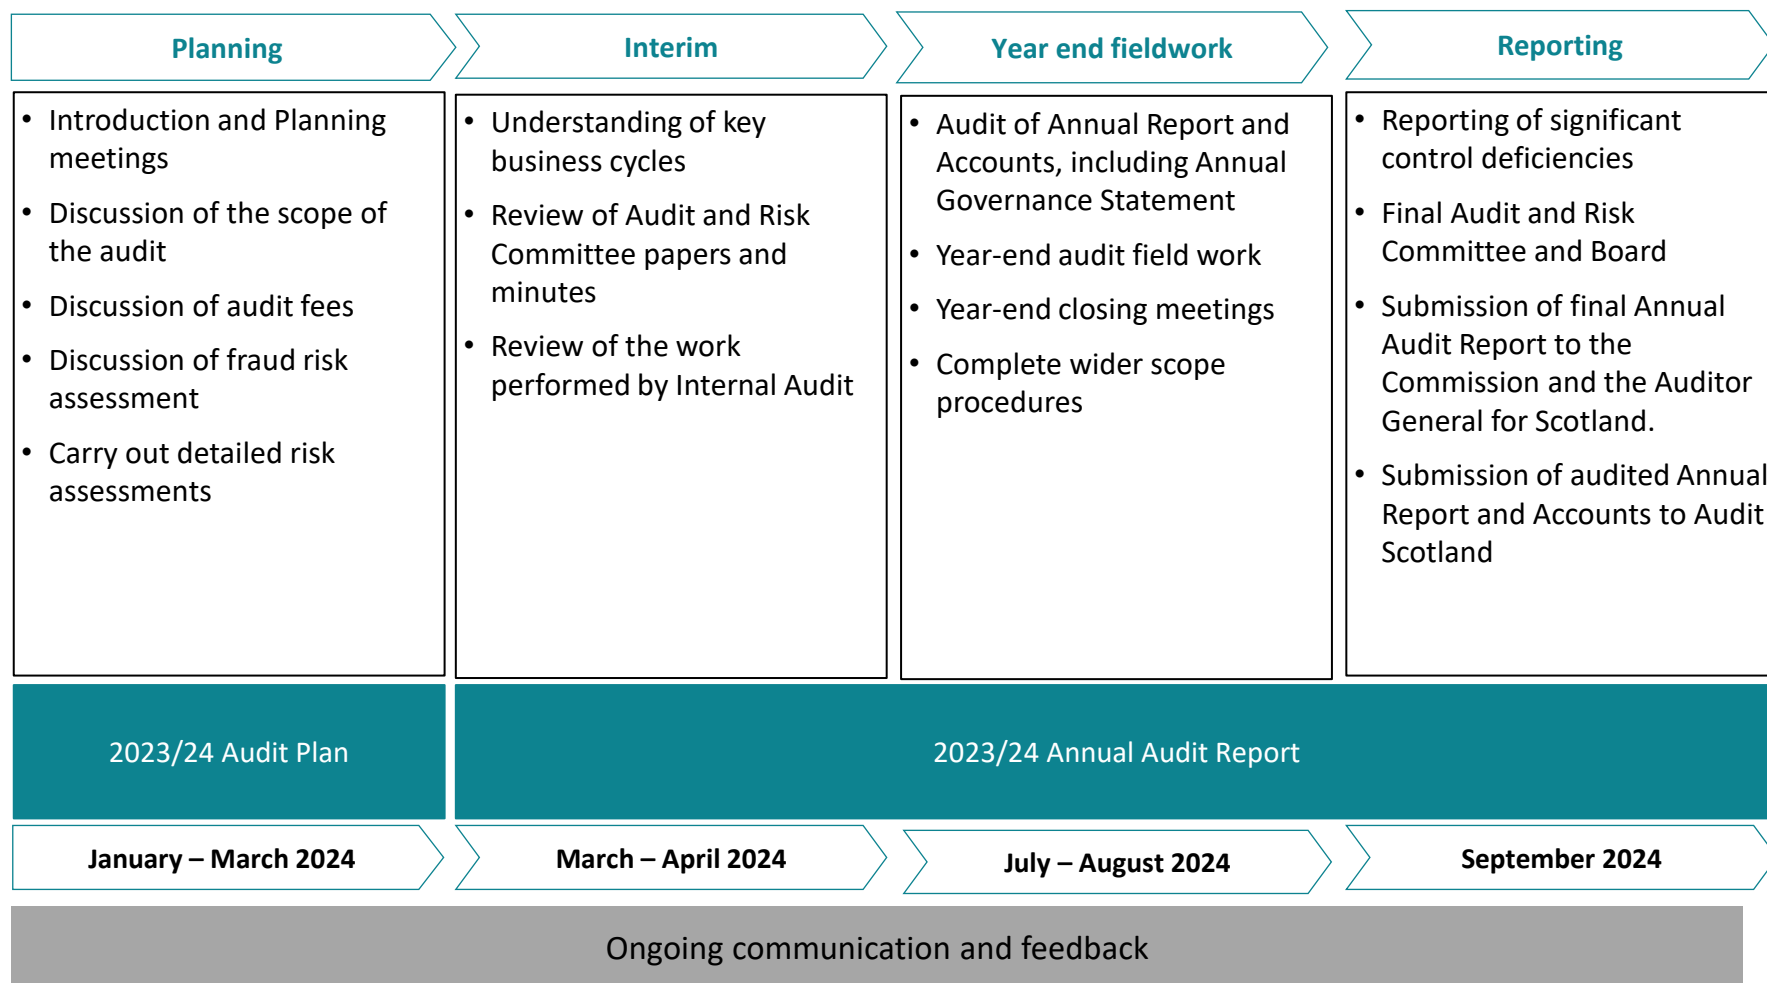 Planning
Interim
Year end fieldwork
Reporting
• Introduction and Planning
meetings
• Discussion of the scope of
the audit
• Discussion of audit fees
• Discussion of fraud risk
assessment
• Carry out detailed risk
assessments
• Understanding of key
business cycles
• Review of Audit and Risk
Committee papers and
minutes
• Review of the work
performed by Internal Audit
• Audit of Annual Report and
Accounts, including Annual
Governance Statement
• Year-end audit field work
• Year-end closing meetings
• Complete wider scope
procedures
• Reporting of significant
control deficiencies
• Final Audit and Risk
Committee and Board
• Submission of final Annual
Audit Report to the
Commission and the Auditor
General for Scotland.
• Submission of audited Annual
Report and Accounts to Audit
Scotland
2023/24 Audit Plan
2023/24 Annual Audit Report
January – March 2024
March – April 2024
July – August 2024
September 2024
Ongoing communication and feedback